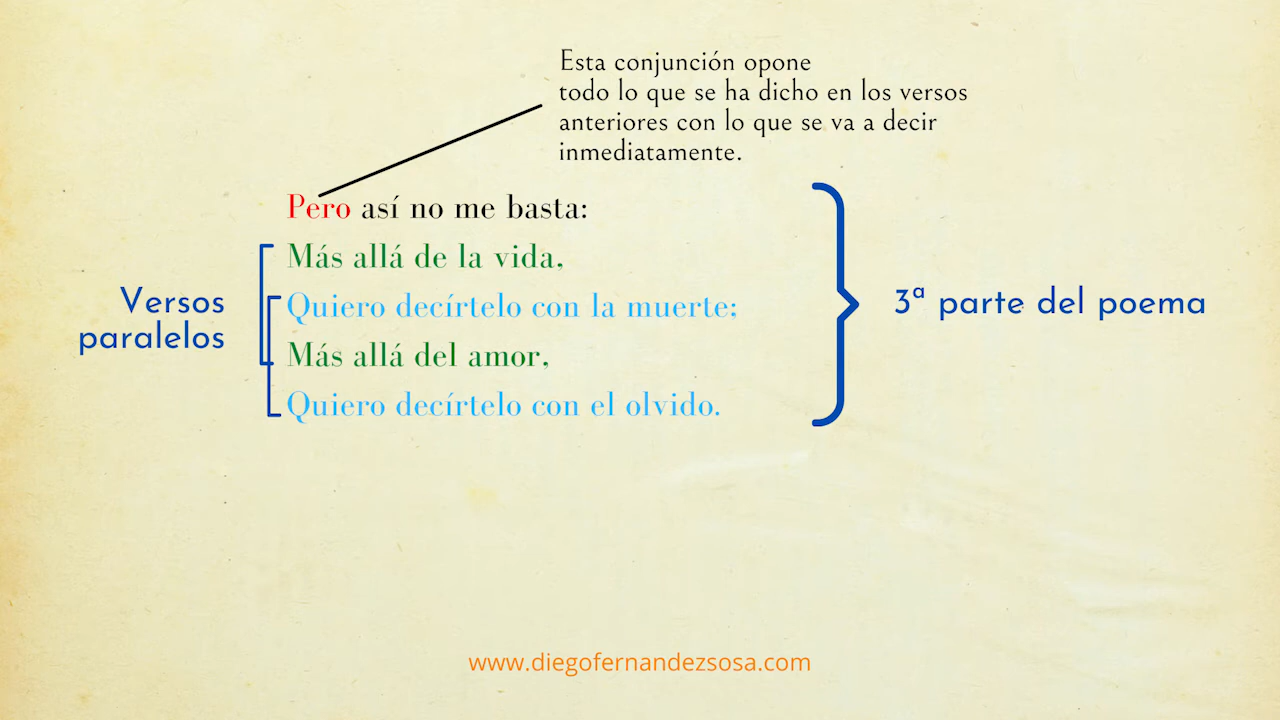 Esta conjunción opone
todo lo que se ha dicho en los versos
anteriores con lo que se va a decir
inmediatamente.
Pero así no me basta:
Más allá de la vida,
Quiero decírtelo con la muerte;
Más allá del amor,
Quiero decírtelo con el olvido.
Versos
paralelos
3ª parte del poema
www.diegofernandezsosa.com